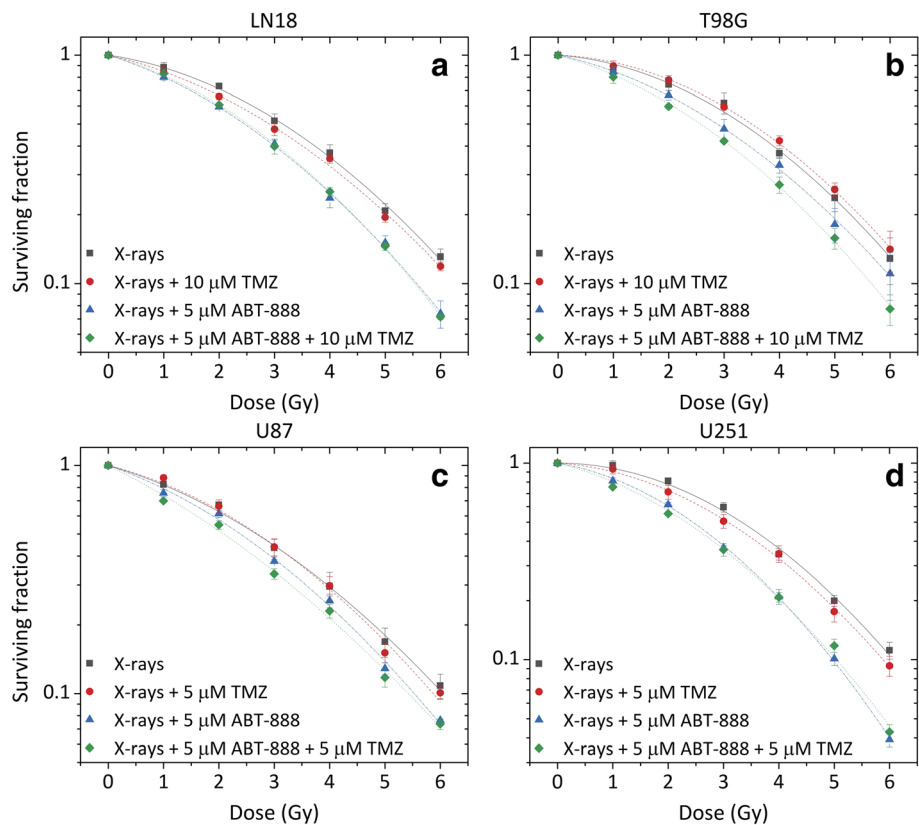 LN18
a
1
0.1
Surviving fraction
X-rays
X-rays + 10 μM TMZ
X-rays + 5 μM ABT-888
X-rays + 5 μM ABT-888 + 10 μM TMZ
0 1 2 3 4 5 6
Dose (Gy)
T98G
b
1
0.1
X-rays
X-rays + 10 μM TMZ
X-rays + 5 μM ABT-888
X-rays + 5 μM ABT-888 + 10 μM TMZ
0 1 2 3 4 5 6
Dose (Gy)
U87
c
1
0.1
Surviving fraction
X-rays
X-rays + 5 μM TMZ
X-rays + 5 μM ABT-888
X-rays + 5 μM ABT-888 + 5 μM TMZ
0 1 2 3 4 5 6
Dose (Gy)
U251
d
1
0.1
X-rays
X-rays + 5 μM TMZ
X-rays + 5 μM ABT-888
X-rays + 5 μM ABT-888 + 5 μM TMZ
0 1 2 3 4 5 6
Dose (Gy)